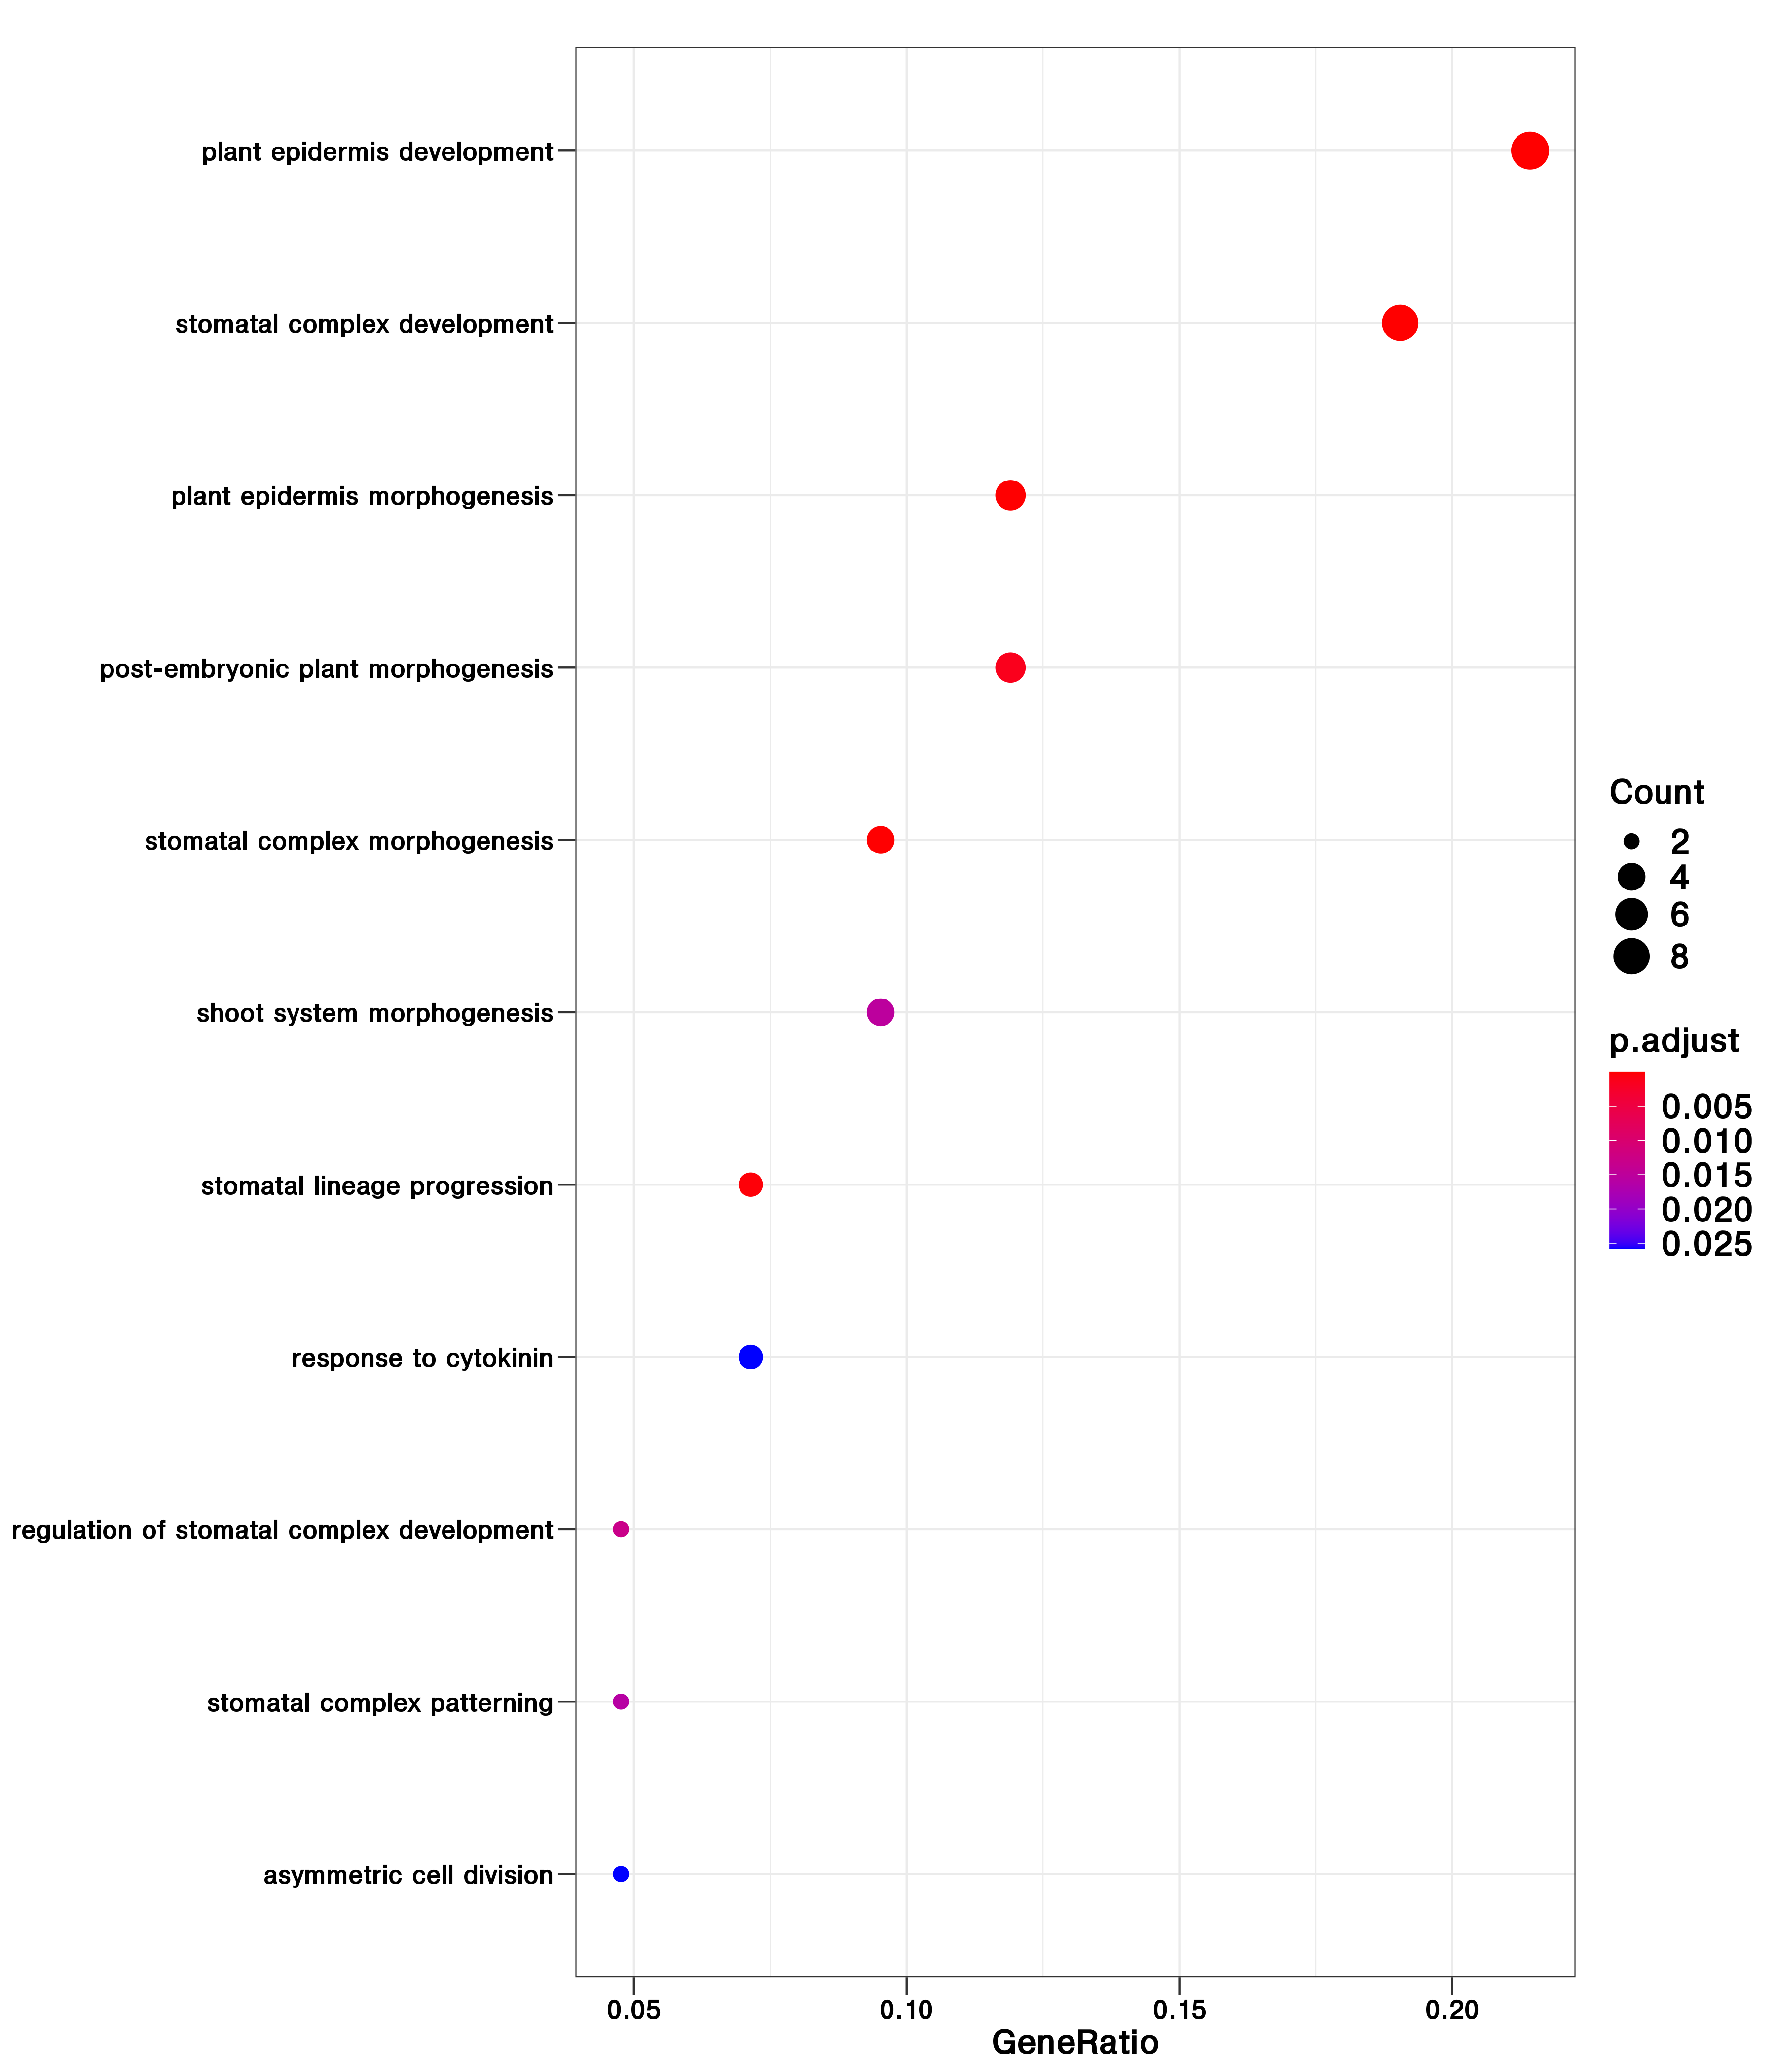 plant epidermis development
stomatal complex development
plant epidermis morphogenesis
post-embryonic plant morphogenesis
stomatal complex morphogenesis
shoot system morphogenesis
stomatal lineage progression
response to cytokinin
regulation of stomatal complex development
stomatal complex patterning
asymmetric cell division
0.05 0.10 0.15 0.20
GeneRatio
Count
2
4
6
8
p.adjust
0.005
0.010
0.015
0.020
0.025